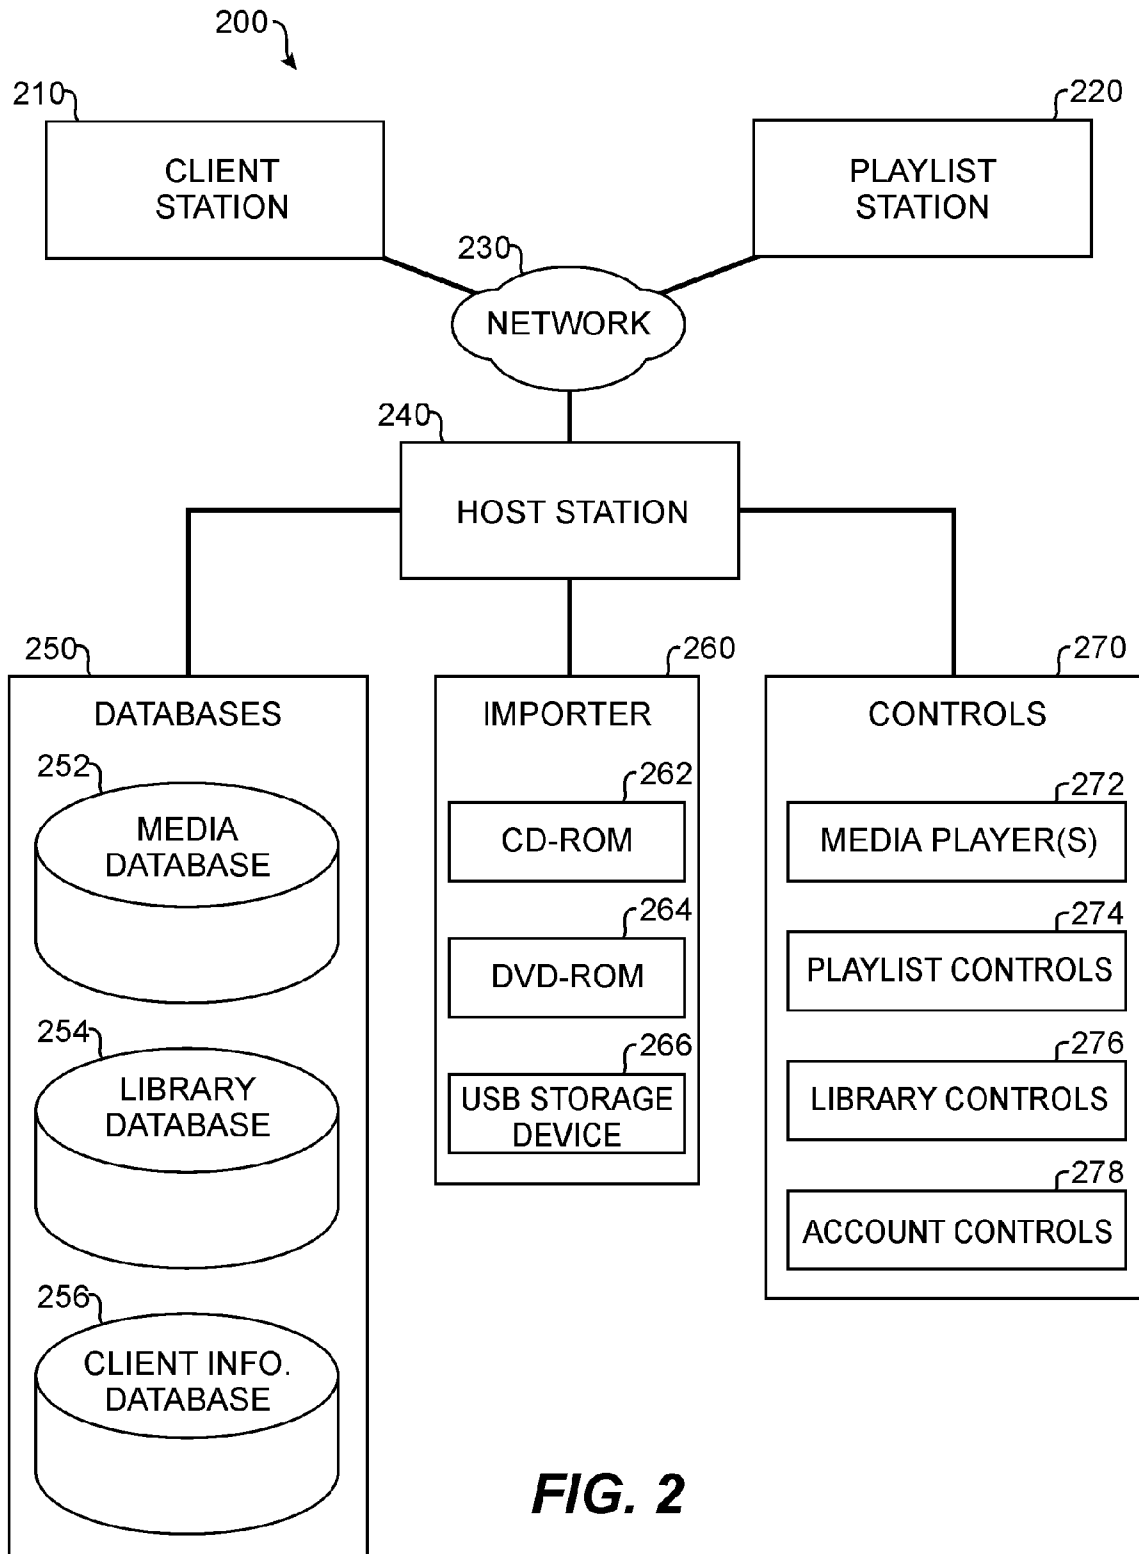 200
210
220
CLIENT
STATION
PLAYLIST
STATION
230
NETWORK
240
HOST STATION
250
260
270
DATABASES
IMPORTER
CONTROLS
252
MEDIA
DATABASE
254
LIBRARY
DATABASE
256
CLIENT INFO.
DATABASE
262
CD-ROM
264
DVD-ROM
266
USB STORAGE
DEVICE
272
MEDIA PLAYER(S)
274
PLAYLIST CONTROLS
276
LIBRARY CONTROLS
278
ACCOUNT CONTROLS
FIG. 2